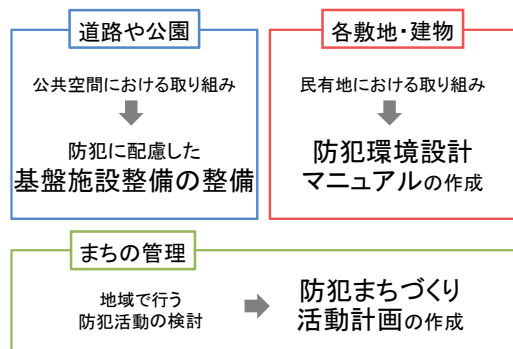 道路や公園
公共空間における取り組み
防犯に配慮した
基盤施設整備の整備
各敷地・建物
民有地における取り組み
防犯環境設計
マニュアルの作成
まちの管理
地域で行う
防犯活動の検討
防犯まちづくり
活動計画の作成